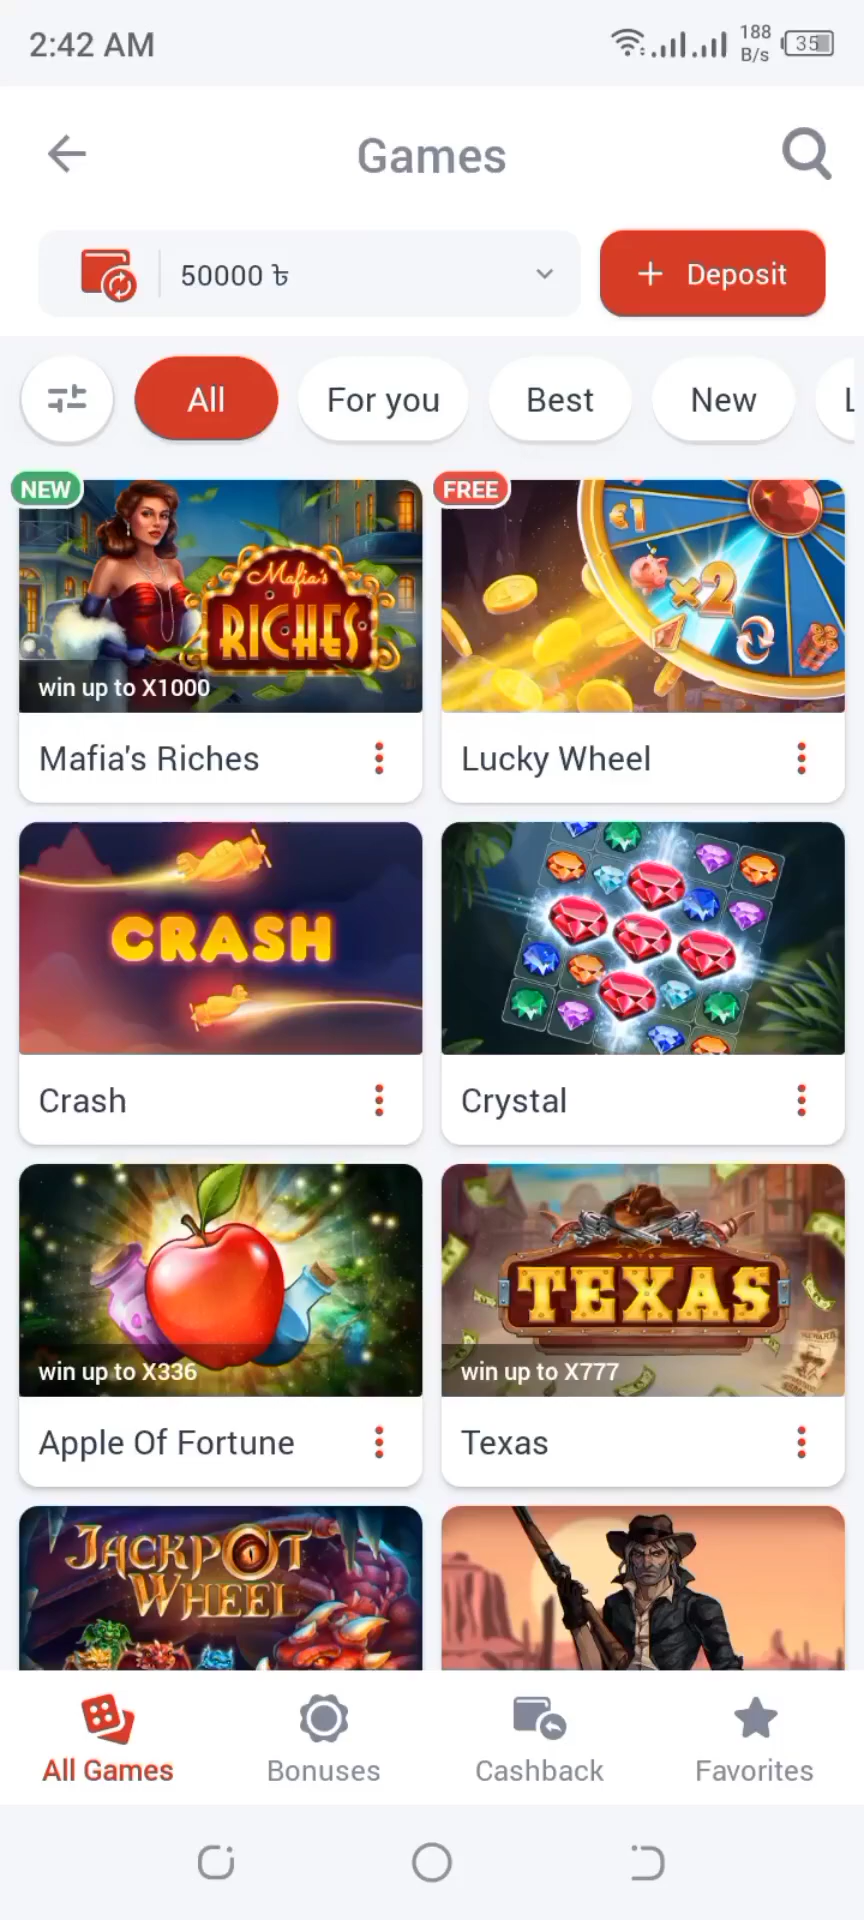 2:42 AM
188
B/s
35
Games
50000 ৳
+ Deposit
All
For you
Best
New
NEW
Mafia's
RICHES
win up to X1000
Mafia's Riches
FREE
€1
x2
Lucky Wheel
CRASH
Crash
Crystal
win up to X336
Apple Of Fortune
TEXAS
win up to X777
Texas
JACKPOT
WHEEL
All Games
Bonuses
Cashback
Favorites